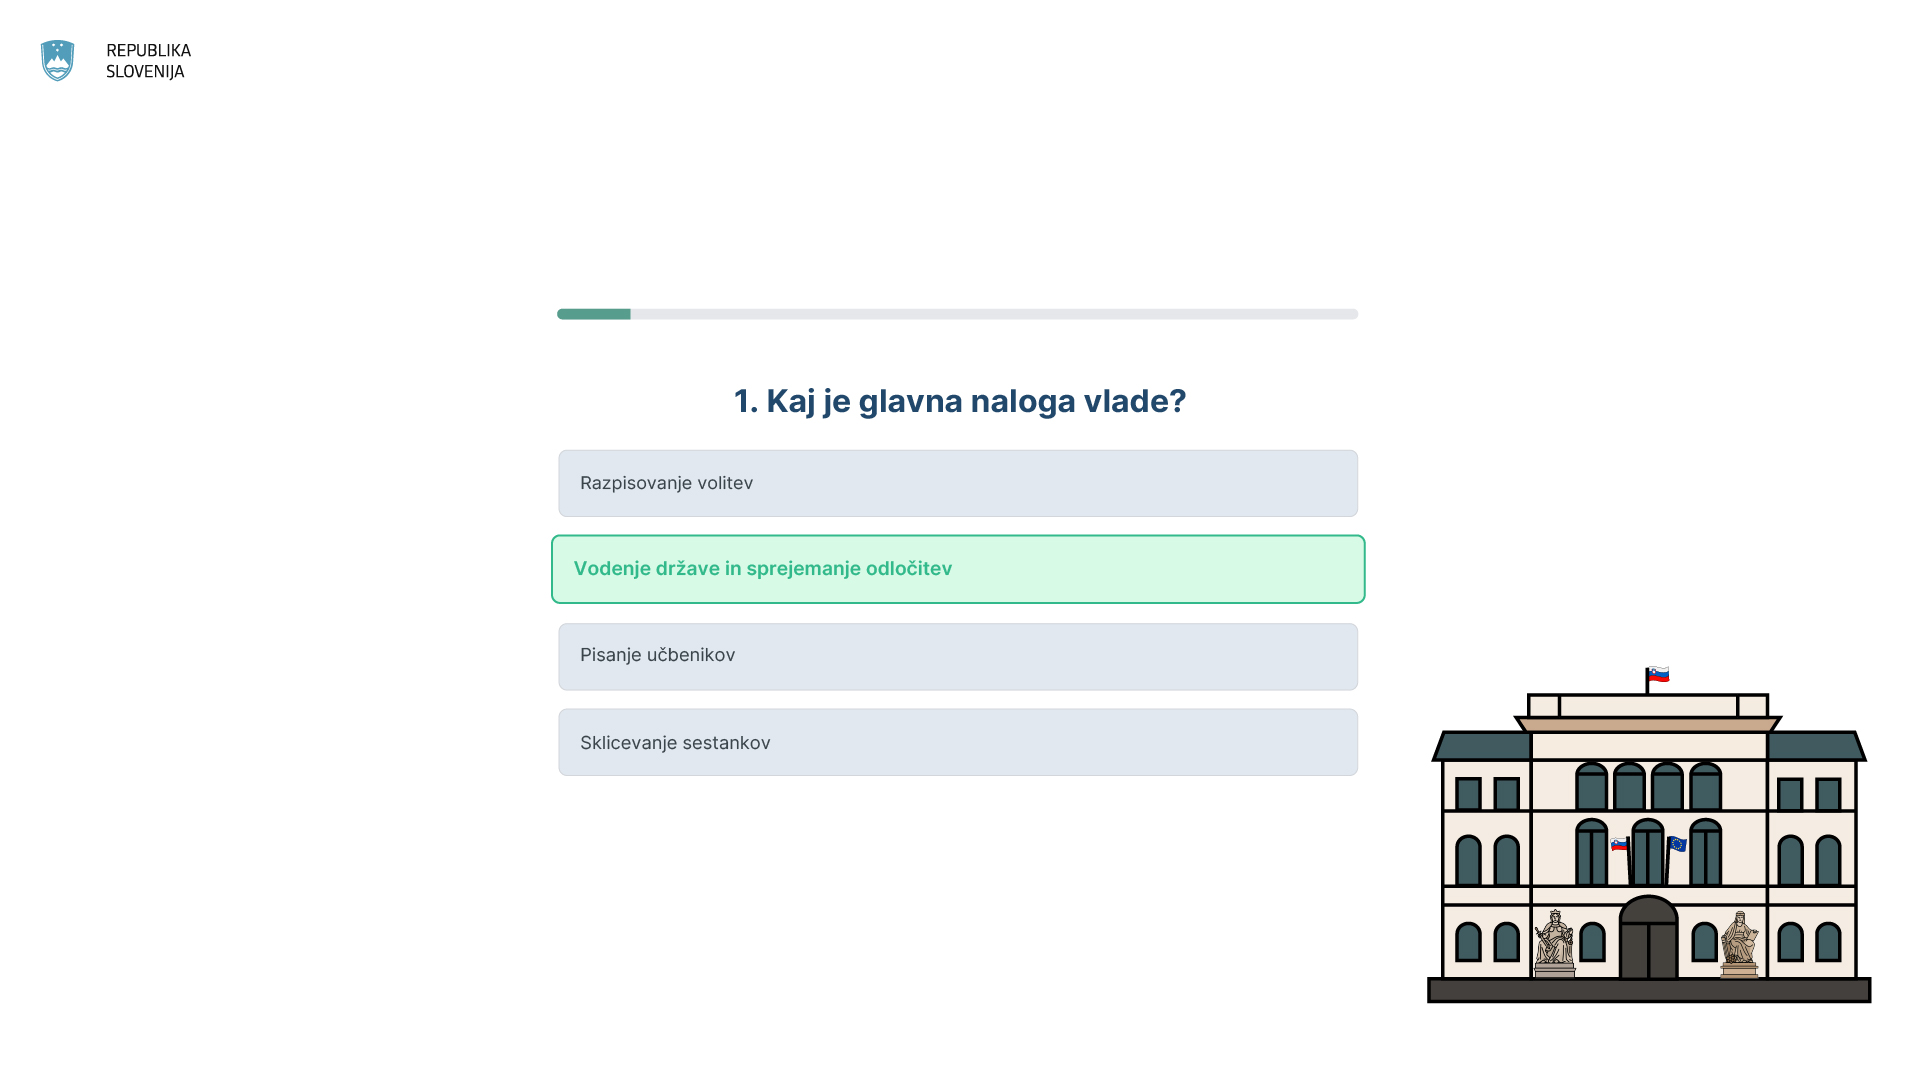 REPUBLIKA
SLOVENIJA
1. Kaj je glavna naloga vlade?
Razpisovanje volitev
Vodenje države in sprejemanje odločitev
Pisanje učbenikov
Sklicevanje sestankov